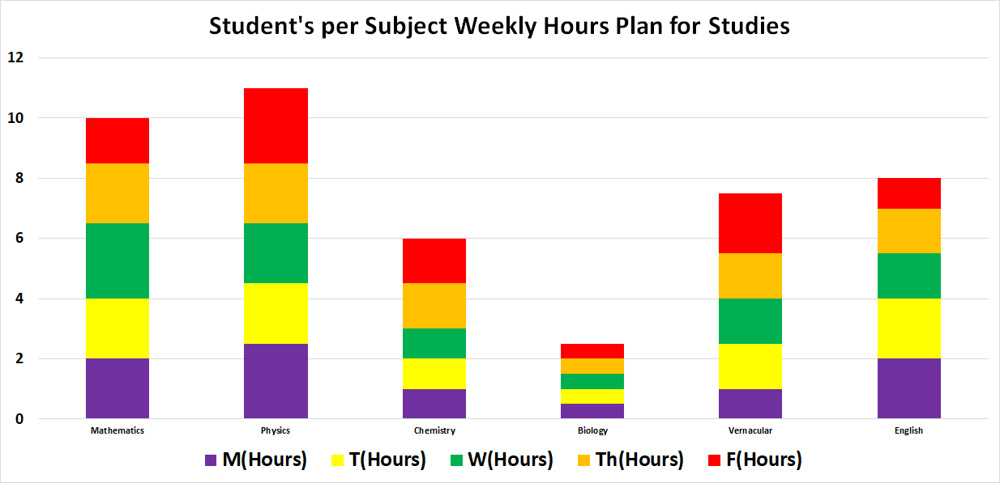 Student's per Subject Weekly Hours Plan for Studies
12
10
8
6
4
2
0
Mathematics Physics Chemistry Biology Vernacular English
M(Hours) T(Hours) W(Hours) Th(Hours) F(Hours)